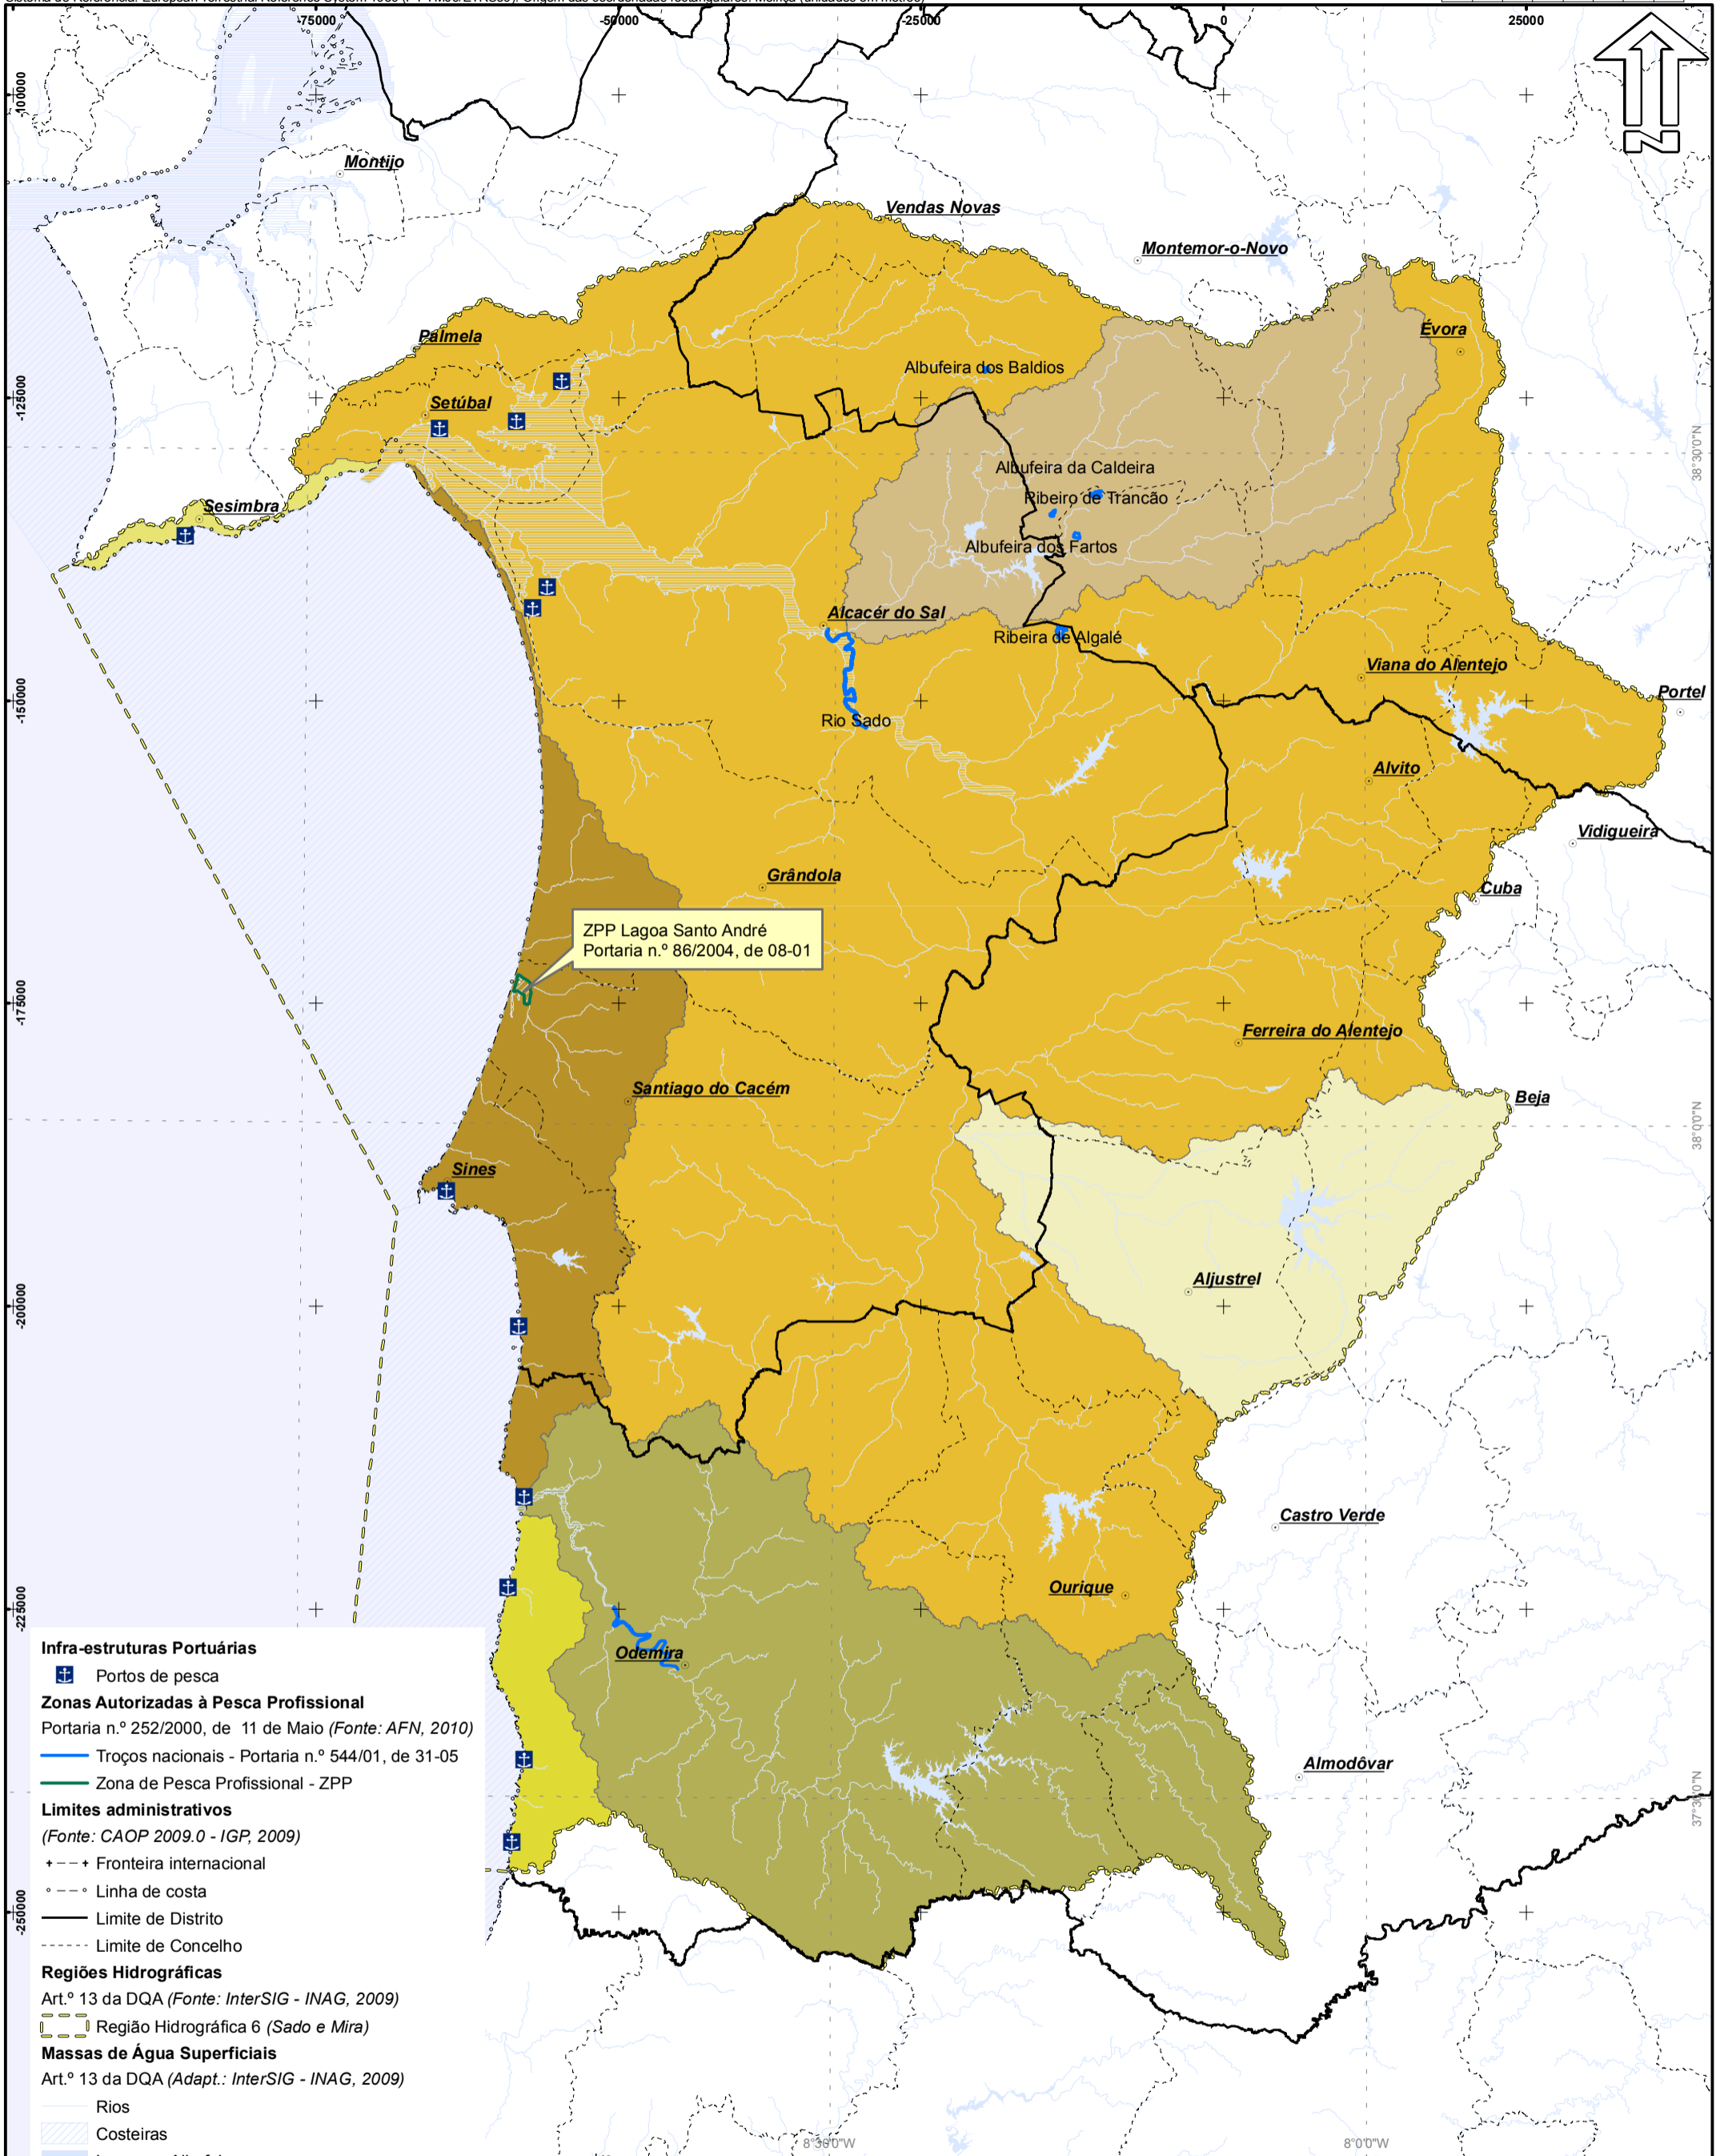 -75000
-50000
-25000
0
25000
-100000
Montijo
Vendas Novas
Montemor-o-Novo
Palmela
Évora
Albufeira dos Baldios
-125000
Setúbal
38°30'0"N
Albufeira da Caldeira
Ribeiro de Trancão
Sesimbra
Albufeira dos Fartos
Alcacér do Sal
Ribeira de Algalé
Viana do Alentejo
Portel
-150000
Rio Sado
Alvito
Vidigueira
Grândola
Cuba
ZPP Lagoa Santo André
Portaria n.º 86/2004, de 08-01
-175000
Ferreira do Alentejo
Santiago do Cacém
Beja
38°0'0"N
Sines
Aljustrel
-200000
Castro Verde
Ourique
-225000
Odemira
Almodôvar
37°30'0"N
-250000
Infra-estruturas Portuárias
Portos de pesca
Zonas Autorizadas à Pesca Profissional
Portaria n.º 252/2000, de 11 de Maio (Fonte: AFN, 2010)
Troços nacionais - Portaria n.º 544/01, de 31-05
Zona de Pesca Profissional - ZPP
Limites administrativos
(Fonte: CAOP 2009.0 - IGP, 2009)
Fronteira internacional
Linha de costa
Limite de Distrito
Limite de Concelho
Regiões Hidrográficas
Art.º 13 da DQA (Fonte: InterSIG - INAG, 2009)
Região Hidrográfica 6 (Sado e Mira)
Massas de Água Superficiais
Art.º 13 da DQA (Adapt.: InterSIG - INAG, 2009)
Rios
Costeiras
8°30'0"W
8°0'0"W
N